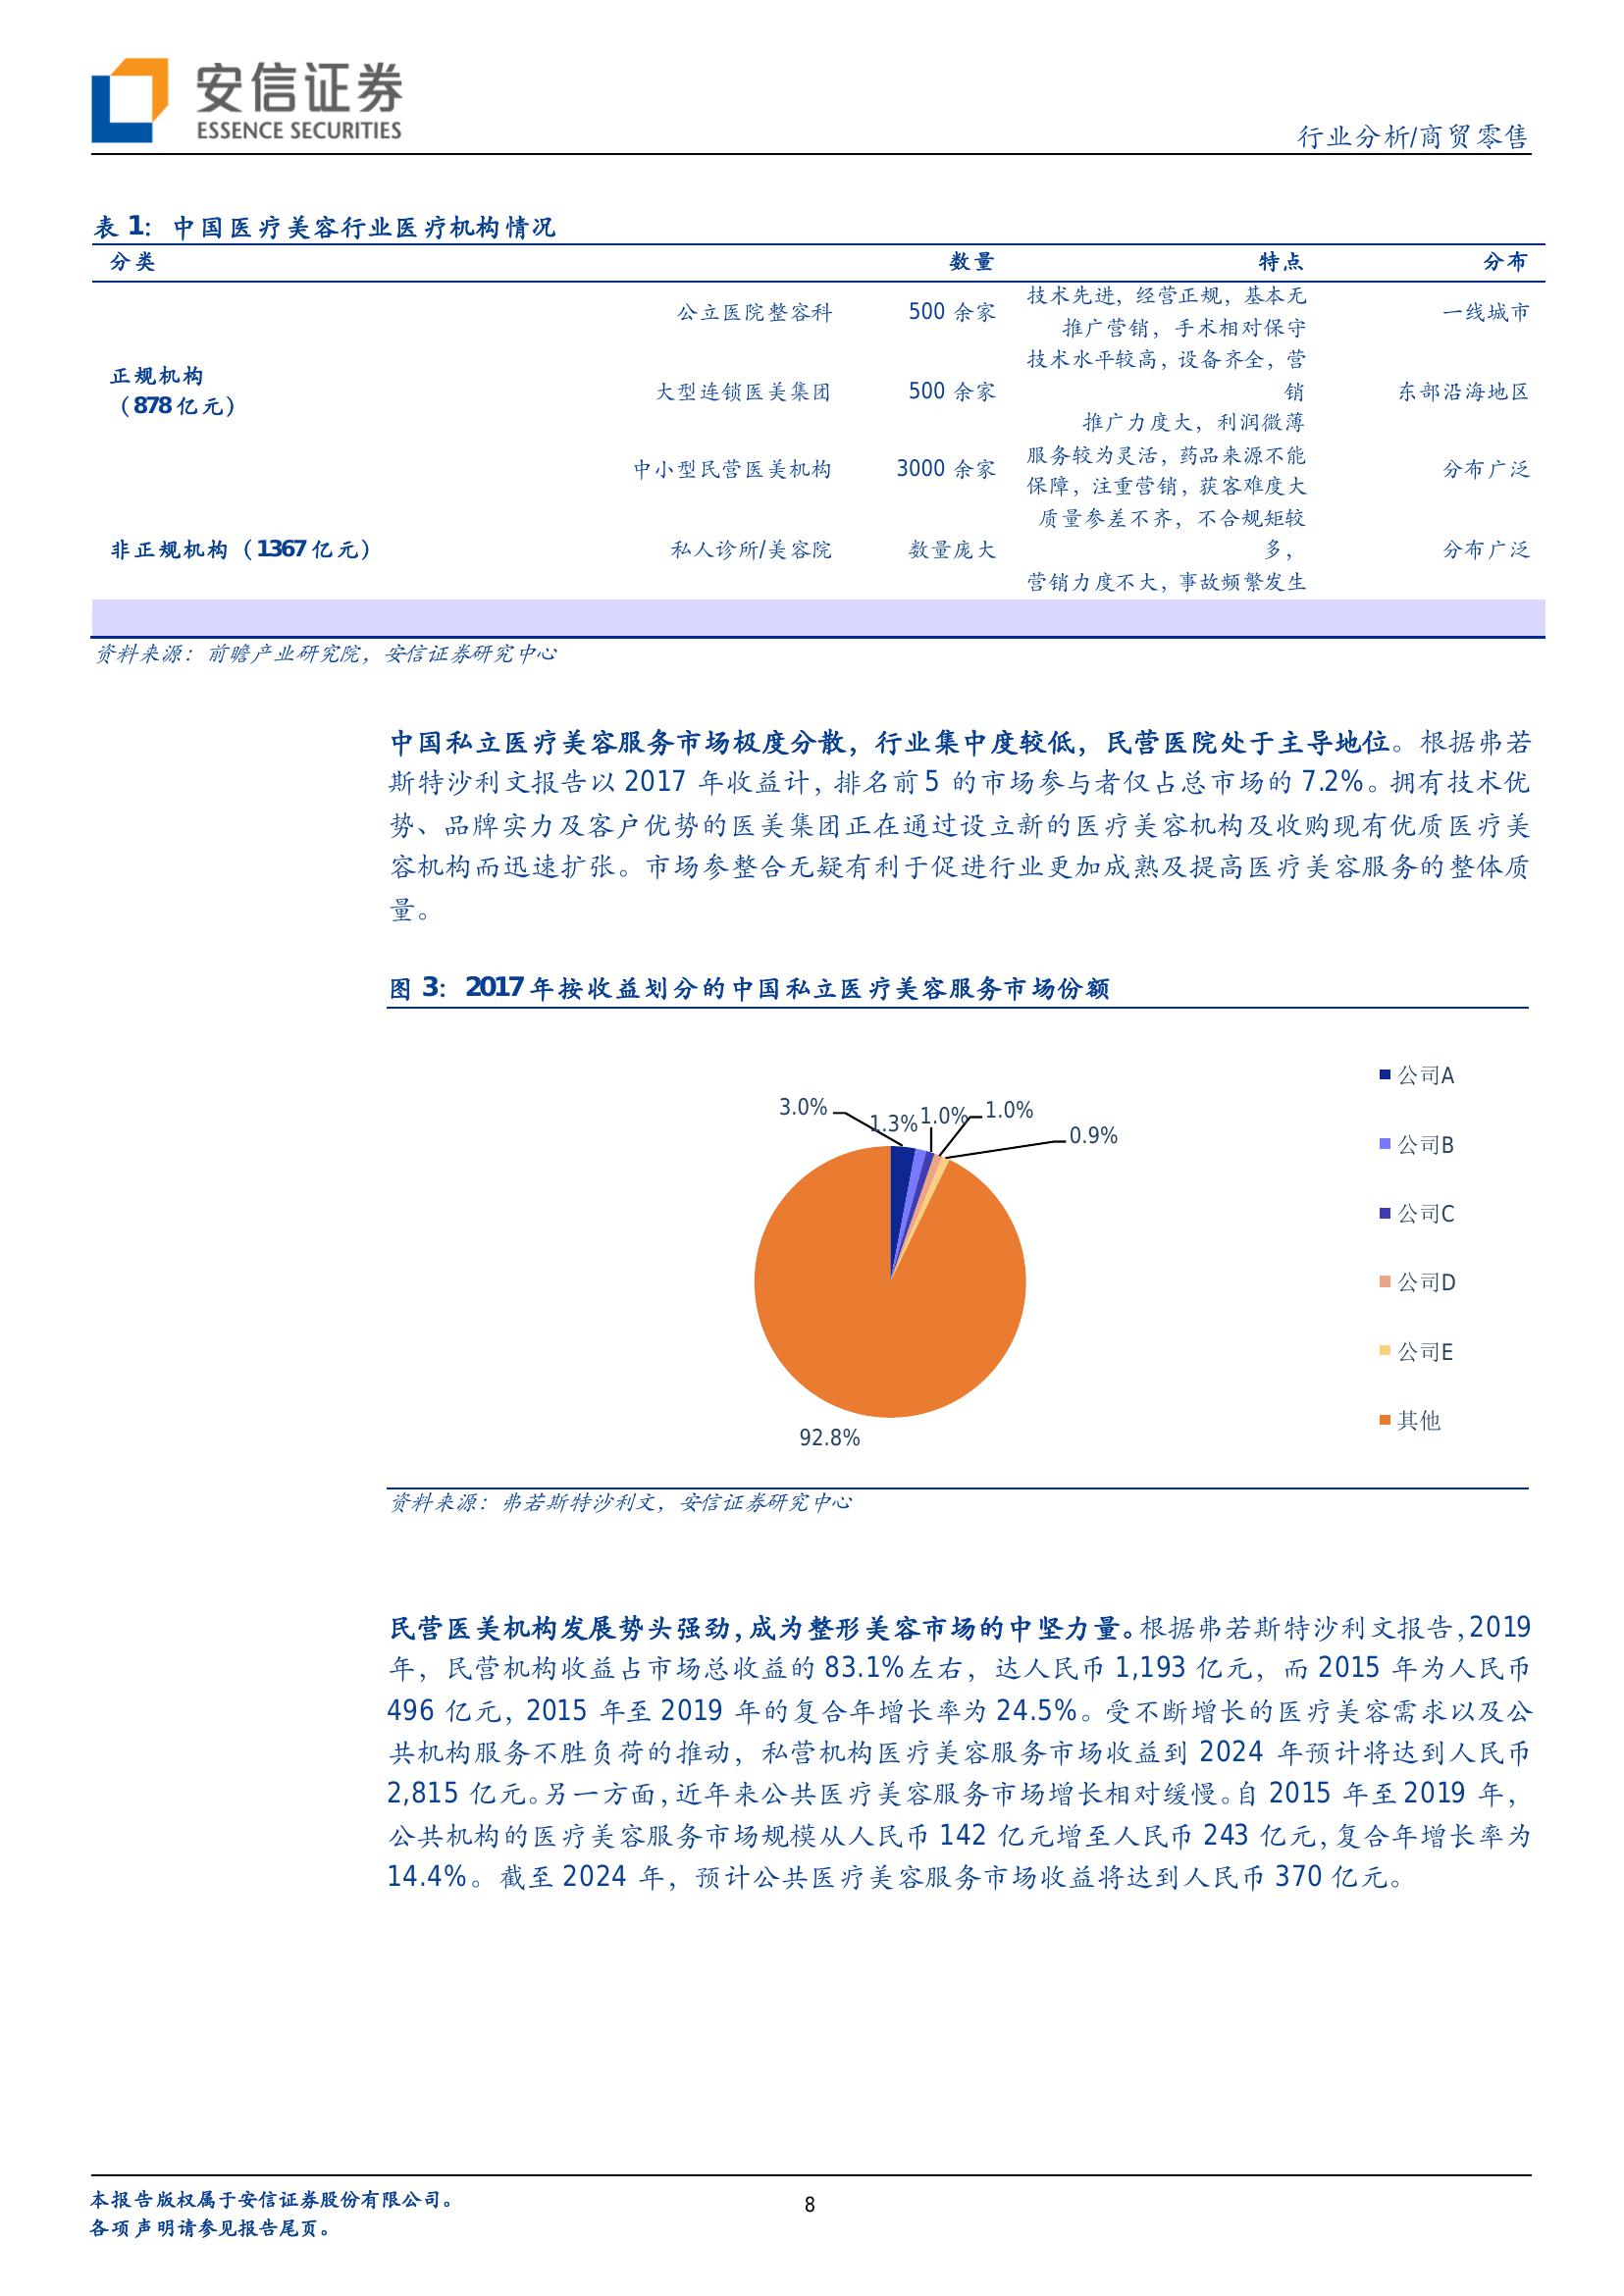 安信证券
ESSENCE SECURITIES
行业分析/商贸零售
表 1：中国医疗美容行业医疗机构情况
分类 数量 特点 分布
正规机构
（878 亿元）
公立医院整容科 500 余家 技术先进，经营正规，基本无
推广营销，手术相对保守 一线城市
大型连锁医美集团 500 余家 技术水平较高，设备齐全，营
销
推广力度大，利润微薄 东部沿海地区
中小型民营医美机构 3000 余家 服务较为灵活，药品来源不能
保障，注重营销，获客难度大 分布广泛
非正规机构（1367 亿元） 私人诊所/美容院 数量庞大 质量参差不齐，不合规矩较
多，
营销力度不大，事故频繁发生 分布广泛
资料来源：前瞻产业研究院，安信证券研究中心
中国私立医疗美容服务市场极度分散，行业集中度较低，民营医院处于主导地位。根据弗若
斯特沙利文报告以 2017 年收益计，排名前 5 的市场参与者仅占总市场的 7.2%。拥有技术优
势、品牌实力及客户优势的医美集团正在通过设立新的医疗美容机构及收购现有优质医疗美
容机构而迅速扩张。市场参整合无疑有利于促进行业更加成熟及提高医疗美容服务的整体质
量。
图 3：2017 年按收益划分的中国私立医疗美容服务市场份额
3.0%
1.3%
1.0%
1.0%
0.9%
92.8%
公司A
公司B
公司C
公司D
公司E
其他
资料来源：弗若斯特沙利文，安信证券研究中心
民营医美机构发展势头强劲，成为整形美容市场的中坚力量。根据弗若斯特沙利文报告，2019
年，民营机构收益占市场总收益的 83.1%左右，达人民币 1,193 亿元，而 2015 年为人民币
496 亿元，2015 年至 2019 年的复合年增长率为 24.5%。受不断增长的医疗美容需求以及公
共机构服务不胜负荷的推动，私营机构医疗美容服务市场收益到 2024 年预计将达到人民币
2,815 亿元。另一方面，近年来公共医疗美容服务市场增长相对缓慢。自 2015 年至 2019 年，
公共机构的医疗美容服务市场规模从人民币 142 亿元增至人民币 243 亿元，复合年增长率为
14.4%。截至 2024 年，预计公共医疗美容服务市场收益将达到人民币 370 亿元。
本报告版权属于安信证券股份有限公司。
各项声明请参见报告尾页。
8